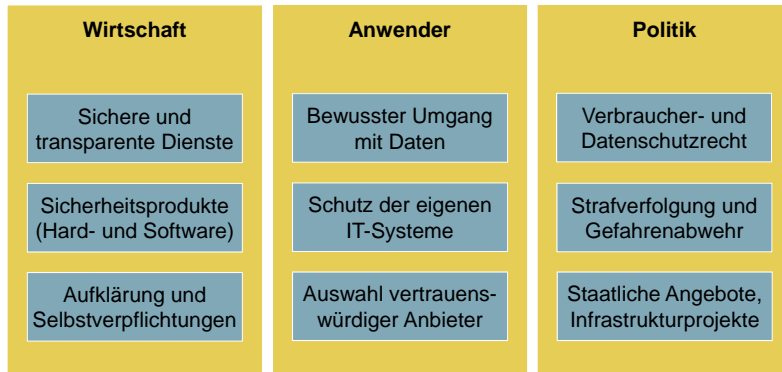 Wirtschaft
Sichere und
transparente Dienste
Sicherheitsprodukte
(Hard- und Software)
Aufklärung und
Selbstverpflichtungen
Anwender
Bewusster Umgang
mit Daten
Schutz der eigenen
IT-Systeme
Auswahl vertrauens-
würdiger Anbieter
Politik
Verbraucher- und
Datenschutzrecht
Strafverfolgung und
Gefahrenabwehr
Staatliche Angebote,
Infrastrukturprojekte